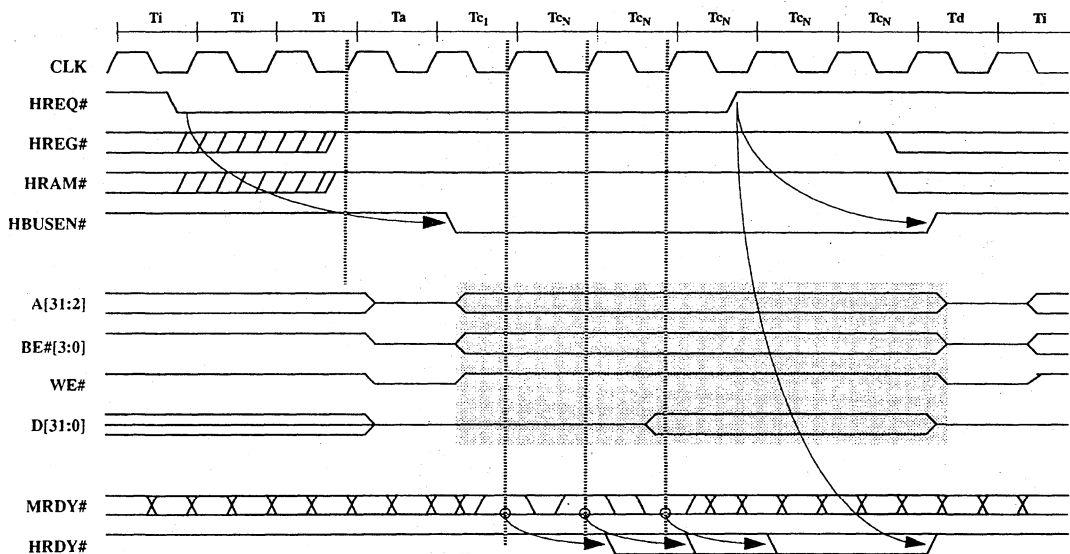 Ti Ti Ti Ta Tc1 TcN TcN TcN TcN TcN Td Ti
CLK
HREQ#
HREG#
HRAM#
HBUSEN#
A[31:2]
BE#[3:0]
WE#
D[31:0]
MRDY#
HRDY#